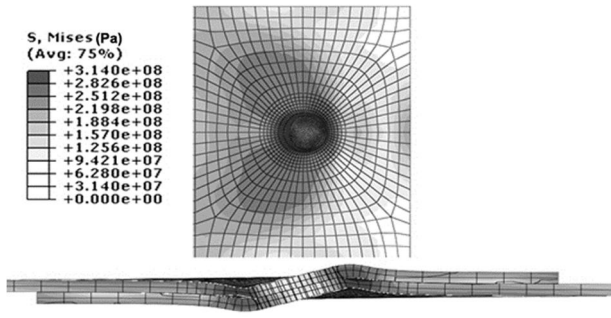 S, Mises (Pa)
(Avg: 75%)
+3.140e+08
+2.826e+08
+2.512e+08
+2.198e+08
+1.884e+08
+1.570e+08
+1.256e+08
+9.421e+07
+6.280e+07
+3.140e+07
+0.000e+00